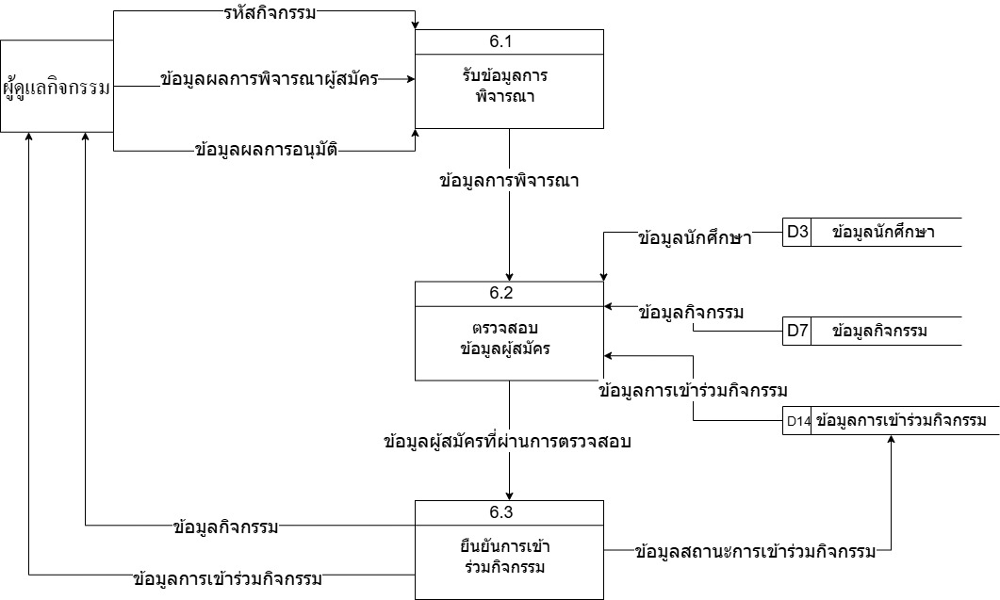 รหัสกิจกรรม
6.1
ผู้ดูแลกิจกรรม
ข้อมูลผลการพิจารณาผู้สมัคร
รับข้อมูลการ
พิจารณา
ข้อมูลผลการอนุมัติ
ข้อมูลการพิจารณา
ข้อมูลนักศึกษา
D3 ข้อมูลนักศึกษา
6.2
ข้อมูลกิจกรรม
ตรวจสอบ
ข้อมูลผู้สมัคร
D7 ข้อมูลกิจกรรม
ข้อมูลการเข้าร่วมกิจกรรม
D14 ข้อมูลการเข้าร่วมกิจกรรม
ข้อมูลผู้สมัครที่ผ่านการตรวจสอบ
6.3
ข้อมูลกิจกรรม
ยืนยันการเข้า
ร่วมกิจกรรม
ข้อมูลสถานะการเข้าร่วมกิจกรรม
ข้อมูลการเข้าร่วมกิจกรรม